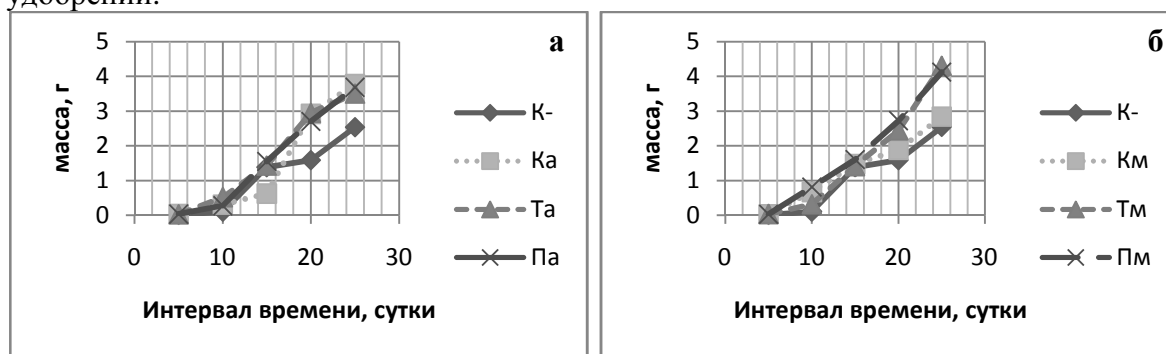 удобрений.
а
5
4
3
2
1
0
масса, г
0 10 20 30
Интервал времени, сутки
К-
Ка
Та
Па
б
5
4
3
2
1
0
масса, г
0 10 20 30
Интервал времени, сутки
К-
Км
Тм
Пм